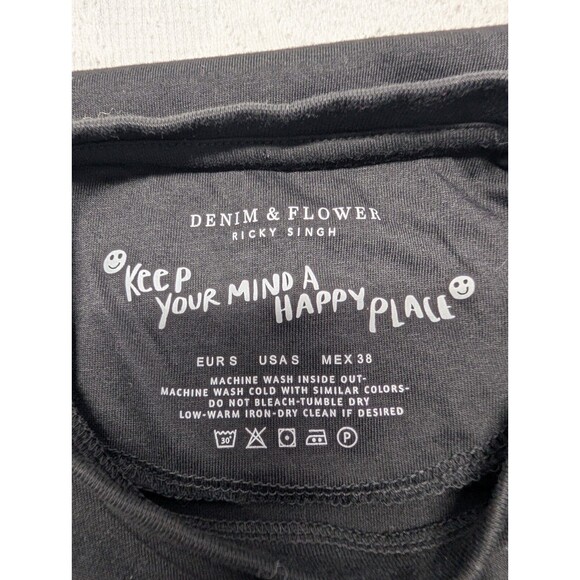 DENIM & FLOWER
RICKY SINGH
KEEP
YOUR MIND A
HAPPY PLACE
EUR S USA S MEX 38
MACHINE WASH INSIDE OUT-
MACHINE WASH COLD WITH SIMILAR COLORS-
DO NOT BLEACH-TUMBLE DRY
LOW-WARM IRON-DRY CLEAN IF DESIRED
30°
P